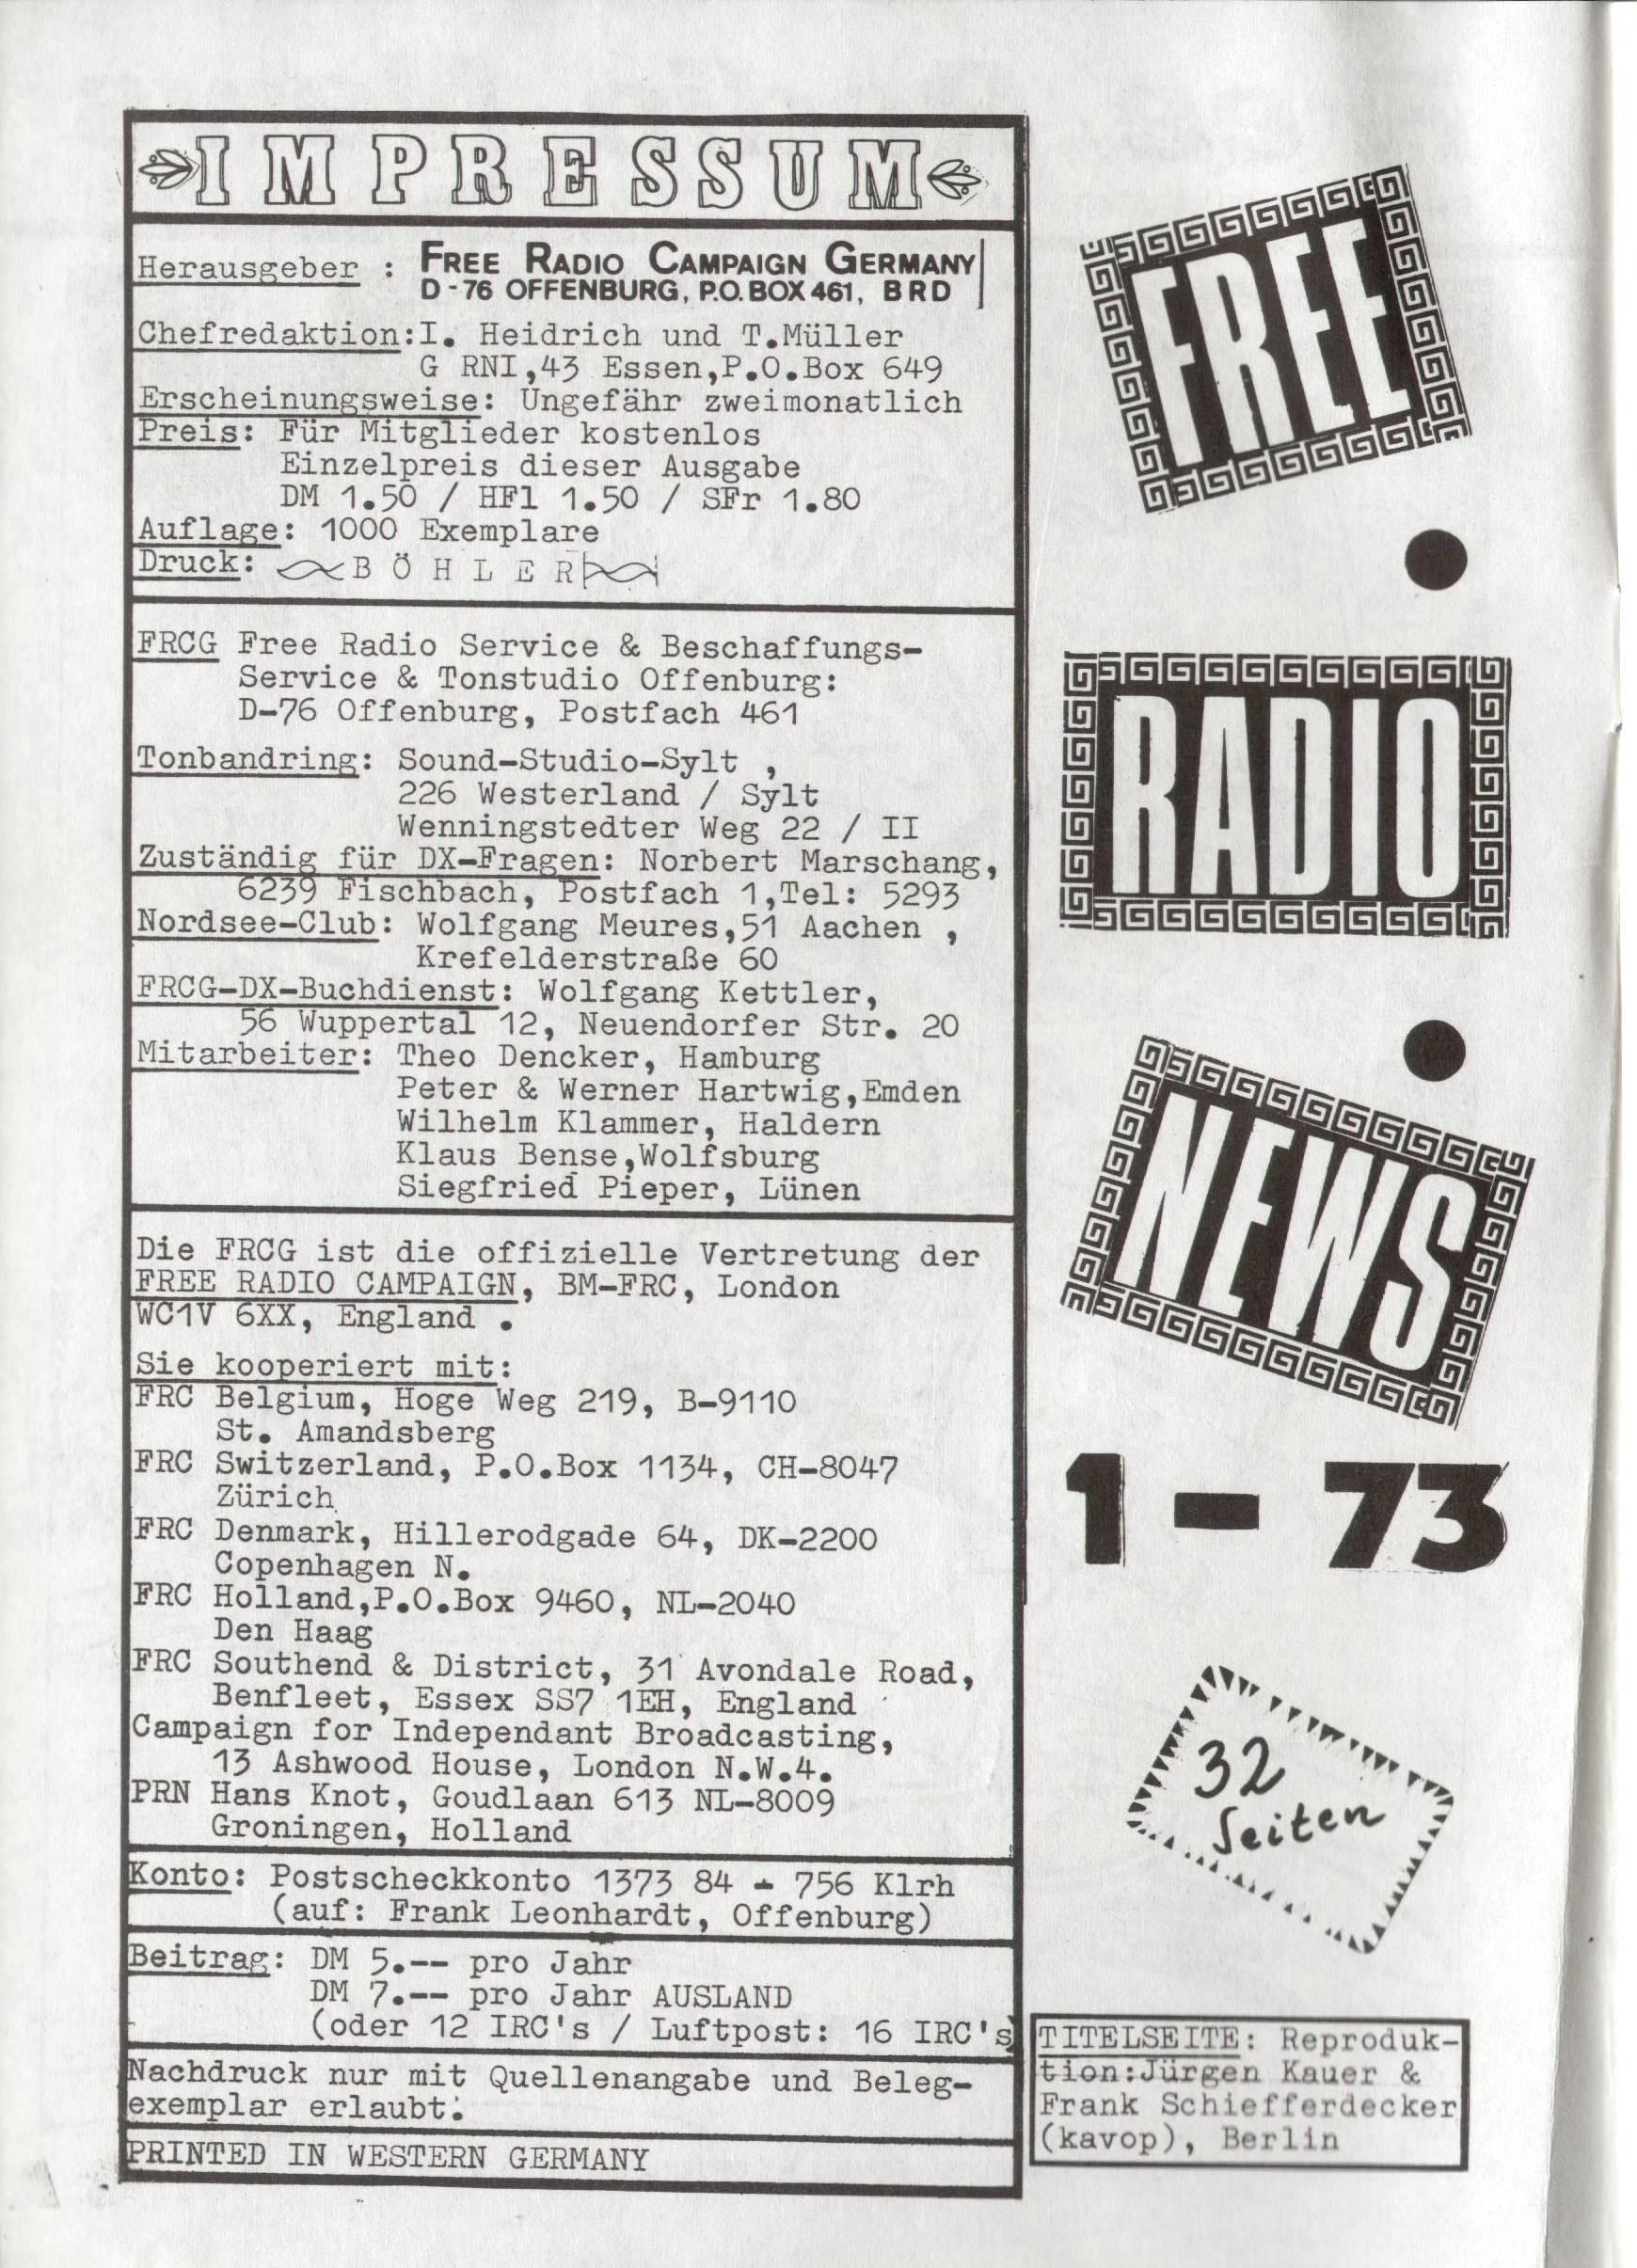 IMPRESSUM
Herausgeber : FREE RADIO CAMPAIGN GERMANY
D-76 OFFENBURG, P.O.BOX 461, BRD
Chefredaktion:I. Heidrich und T.Müller
G RNI,43 Essen,P.O.Box 649
Erscheinungsweise: Ungefähr zweimonatlich
Preis: Für Mitglieder kostenlos
Einzelpreis dieser Ausgabe
DM 1.50 / HFl 1.50 / SFr 1.80
Auflage: 1000 Exemplare
Druck: BÖHLER
FRCG Free Radio Service & Beschaffungs-
Service & Tonstudio Offenburg:
D-76 Offenburg, Postfach 461
Tonbandring: Sound-Studio-Sylt ,
226 Westerland / Sylt
Wenningstedter Weg 22 / II
Zuständig für DX-Fragen: Norbert Marschang,
6239 Fischbach, Postfach 1,Tel: 5293
Nordsee-Club: Wolfgang Meures,51 Aachen ,
Krefelderstraße 60
FRCG-DX-Buchdienst: Wolfgang Kettler,
56 Wuppertal 12, Neuendorfer Str. 20
Mitarbeiter: Theo Dencker, Hamburg
Peter & Werner Hartwig,Emden
Wilhelm Klammer, Haldern
Klaus Bense,Wolfsburg
Siegfried Pieper, Lünen
Die FRCG ist die offizielle Vertretung der
FREE RADIO CAMPAIGN, BM-FRC, London
WC1V 6XX, England .
Sie kooperiert mit:
FRC Belgium, Hoge Weg 219, B-9110
St. Amandsberg
FRC Switzerland, P.O.Box 1134, CH-8047
Zürich
FRC Denmark, Hillerodgade 64, DK-2200
Copenhagen N.
FRC Holland,P.O.Box 9460, NL-2040
Den Haag
FRC Southend & District, 31 Avondale Road,
Benfleet, Essex SS7 1EH, England
Campaign for Independant Broadcasting,
13 Ashwood House, London N.W.4.
PRN Hans Knot, Goudlaan 613 NL-8009
Groningen, Holland
Konto: Postscheckkonto 1373 84 - 756 Klrh
(auf: Frank Leonhardt, Offenburg)
Beitrag: DM 5.-- pro Jahr
DM 7.-- pro Jahr AUSLAND
(oder 12 IRC's / Luftpost: 16 IRC's)
Nachdruck nur mit Quellenangabe und Beleg-
exemplar erlaubt.
PRINTED IN WESTERN GERMANY
FREE
RADIO
NEWS
1 - 73
32
Seiten
TITELSEITE: Reproduk-
tion:Jürgen Kauer &
Frank Schiefferdecker
(kavop), Berlin